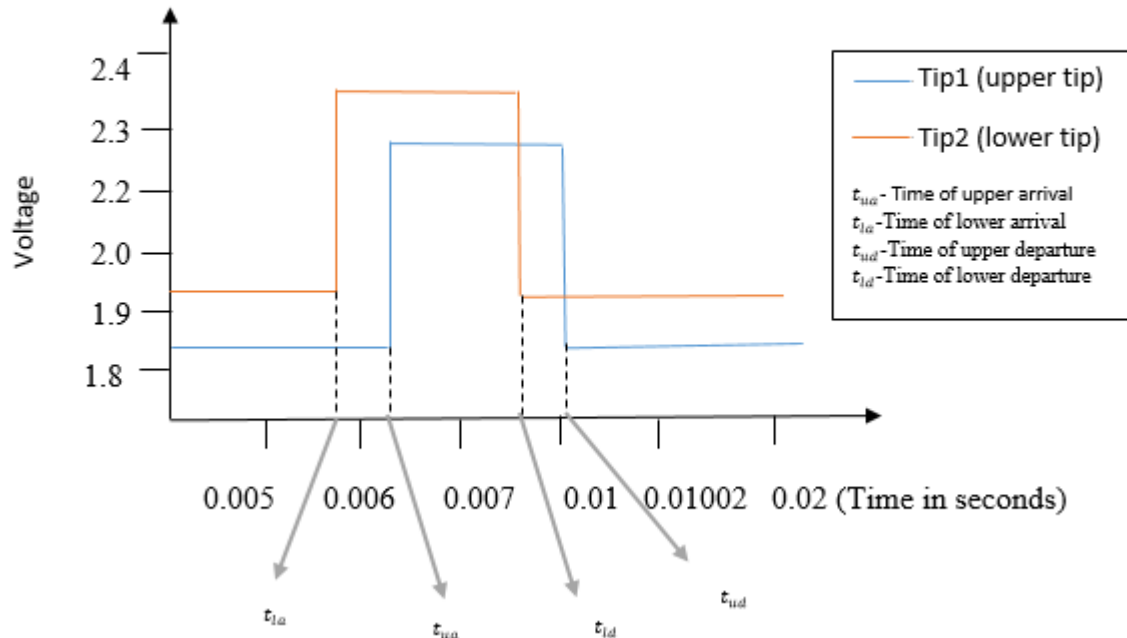 Voltage
2.4
2.3
2.2
2.0
1.9
1.8
0.005 0.006 0.007 0.01 0.01002 0.02 (Time in seconds)
t_la
t_ua
t_ld
t_ud
Tip1 (upper tip)
Tip2 (lower tip)
t_ua- Time of upper arrival
t_la-Time of lower arrival
t_ud-Time of upper departure
t_ld-Time of lower departure